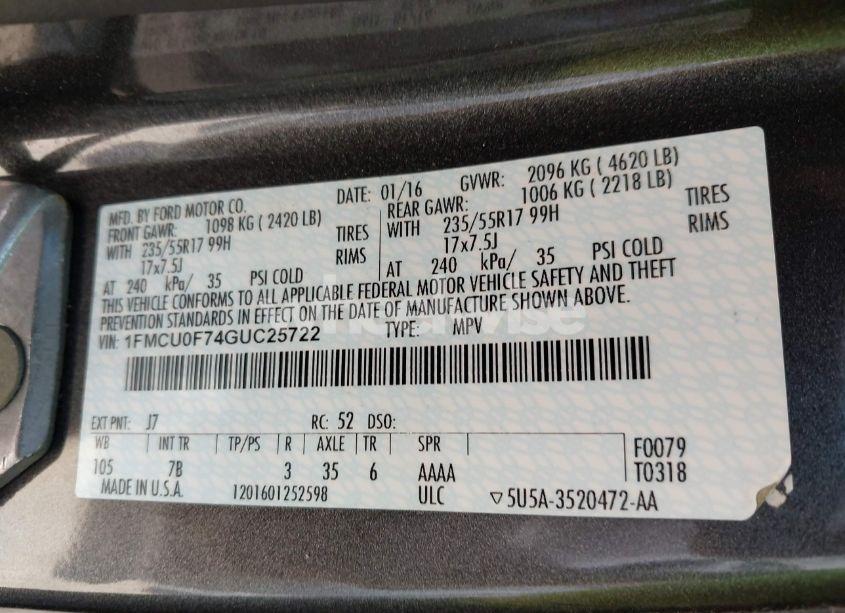 MFD. BY FORD MOTOR CO. DATE: 01/16 GVWR: 2096 KG ( 4620 LB)
FRONT GAWR: 1098 KG ( 2420 LB) REAR GAWR: 1006 KG ( 2218 LB)
WITH 235/55R17 99H TIRES WITH 235/55R17 99H TIRES
17x7.5J RIMS 17x7.5J RIMS
AT 240 kPa/ 35 PSI COLD AT 240 kPa/ 35 PSI COLD
THIS VEHICLE CONFORMS TO ALL APPLICABLE FEDERAL MOTOR VEHICLE SAFETY AND THEFT
PREVENTION STANDARDS IN EFFECT ON THE DATE OF MANUFACTURE SHOWN ABOVE.
VIN: 1FMCU0F74GUC25722 TYPE: MPV
EXT PNT: J7 RC: 52 DSO:
WB INT TR TP/PS R AXLE TR SPR F0079
105 7B 3 35 6 AAAA T0318
MADE IN U.S.A. 1201601252598 ULC ▽5U5A-3520472-AA